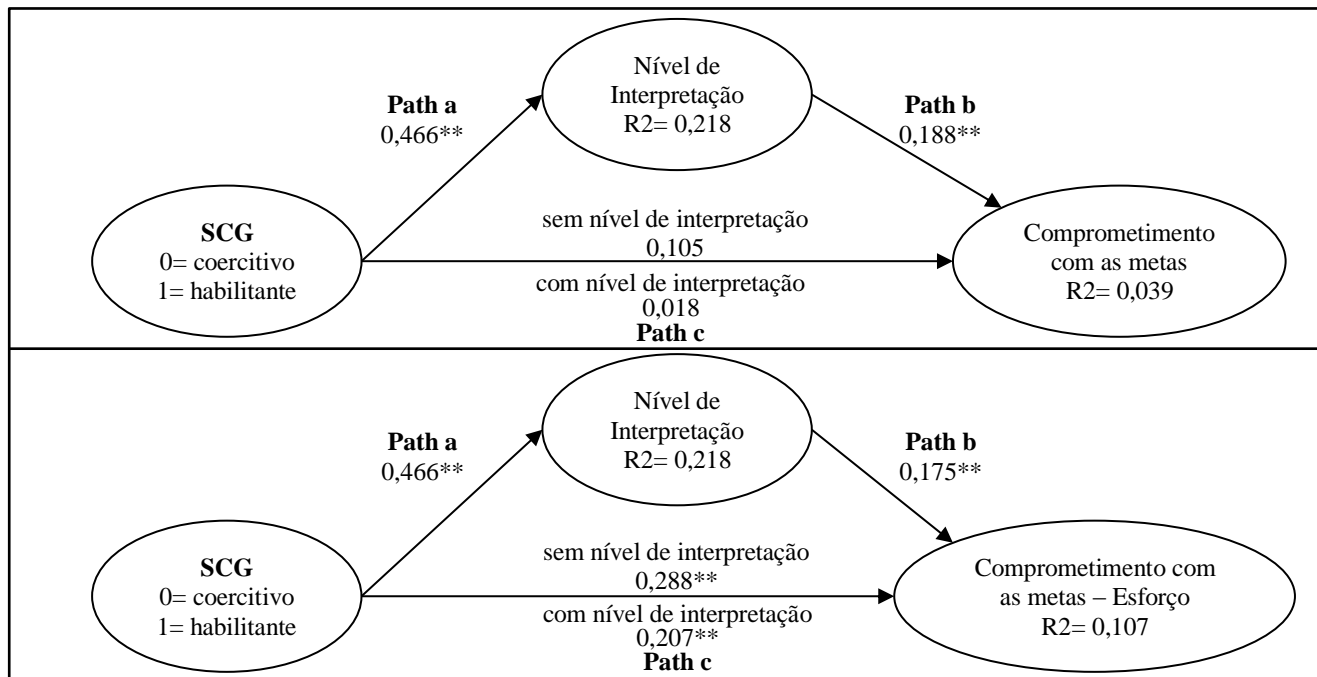 Nível de
Interpretação
R2= 0,218
Path a
0,466**
Path b
0,188**
SCG
0= coercitivo
1= habilitante
sem nível de interpretação
0,105
com nível de interpretação
0,018
Path c
Comprometimento
com as metas
R2= 0,039
Nível de
Interpretação
R2= 0,218
Path a
0,466**
Path b
0,175**
SCG
0= coercitivo
1= habilitante
sem nível de interpretação
0,288**
com nível de interpretação
0,207**
Path c
Comprometimento com
as metas – Esforço
R2= 0,107